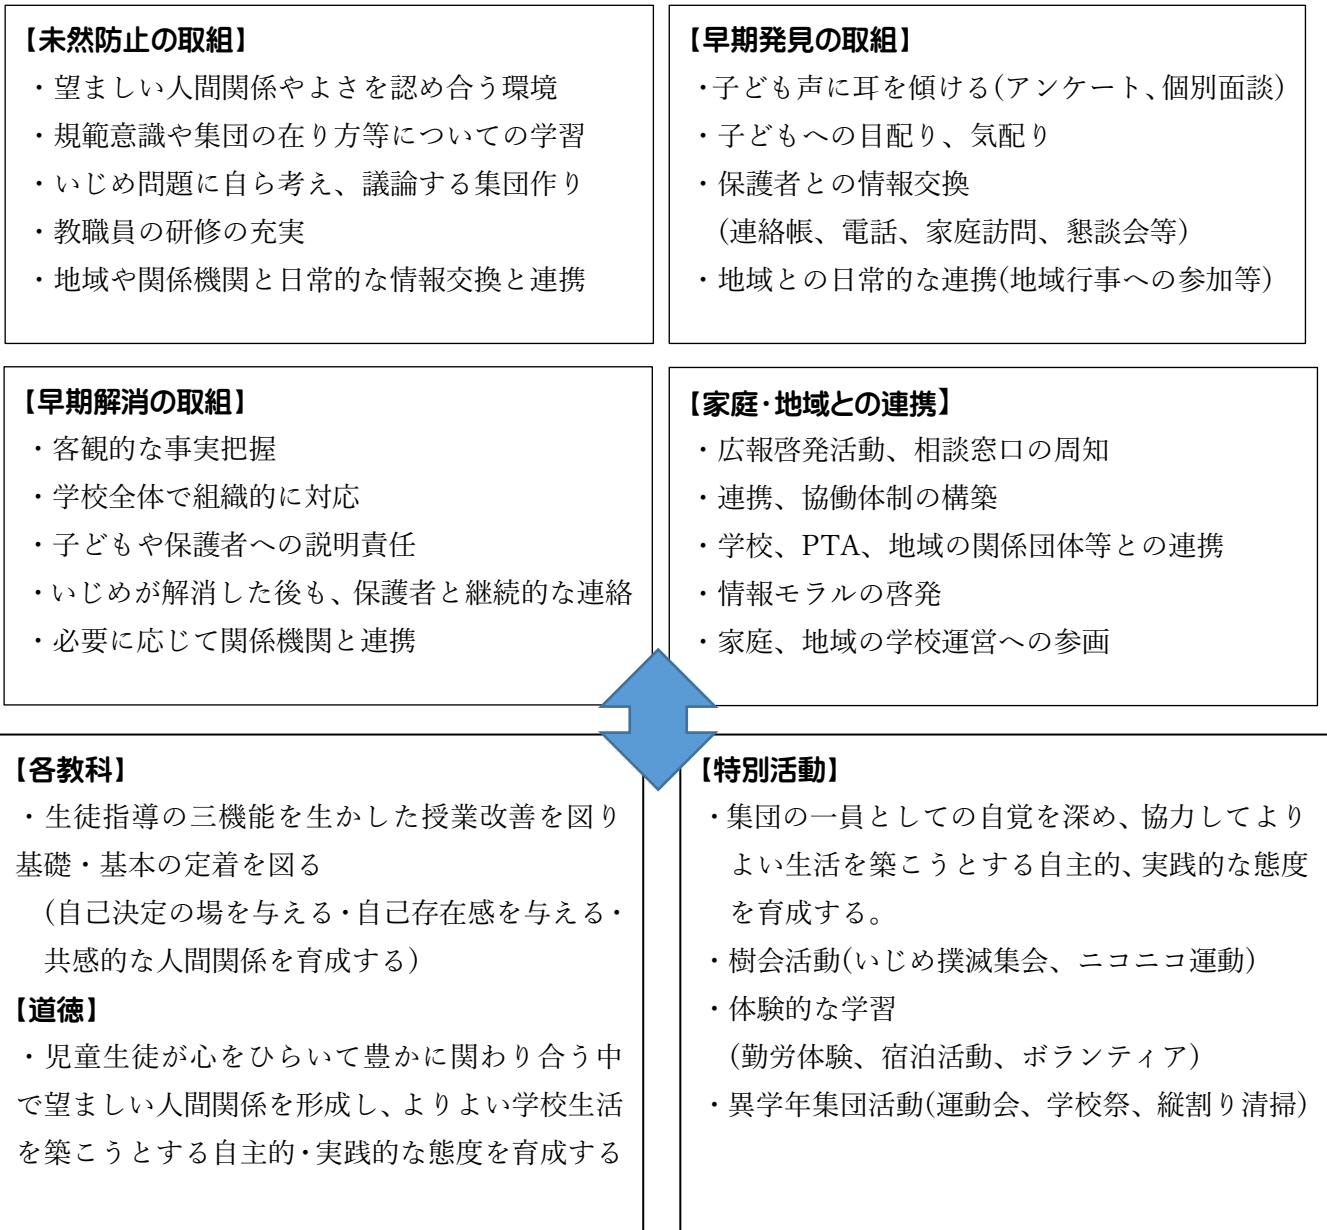 【未然防止の取組】
・望ましい人間関係やよさを認め合う環境
・規範意識や集団の在り方等についての学習
・いじめ問題に自ら考え、議論する集団作り
・教職員の研修の充実
・地域や関係機関と日常的な情報交換と連携
【早期発見の取組】
・子ども声に耳を傾ける(アンケート、個別面談)
・子どもへの目配り、気配り
・保護者との情報交換
(連絡帳、電話、家庭訪問、懇談会等)
・地域との日常的な連携(地域行事への参加等)
【早期解消の取組】
・客観的な事実把握
・学校全体で組織的に対応
・子どもや保護者への説明責任
・いじめが解消した後も、保護者と継続的な連絡
・必要に応じて関係機関と連携
【家庭・地域との連携】
・広報啓発活動、相談窓口の周知
・連携、協働体制の構築
・学校、PTA、地域の関係団体等との連携
・情報モラルの啓発
・家庭、地域の学校運営への参画
【各教科】
・生徒指導の三機能を生かした授業改善を図り
基礎・基本の定着を図る
(自己決定の場を与える・自己存在感を与える・
共感的な人間関係を育成する)
【道徳】
・児童生徒が心をひらいて豊かに関わり合う中
で望ましい人間関係を形成し、よりよい学校生活
を築こうとする自主的・実践的な態度を育成する
【特別活動】
・集団の一員としての自覚を深め、協力してより
よい生活を築こうとする自主的、実践的な態度
を育成する。
・樹会活動(いじめ撲滅集会、ニコニコ運動)
・体験的な学習
(勤労体験、宿泊活動、ボランティア)
・異学年集団活動(運動会、学校祭、縦割り清掃)